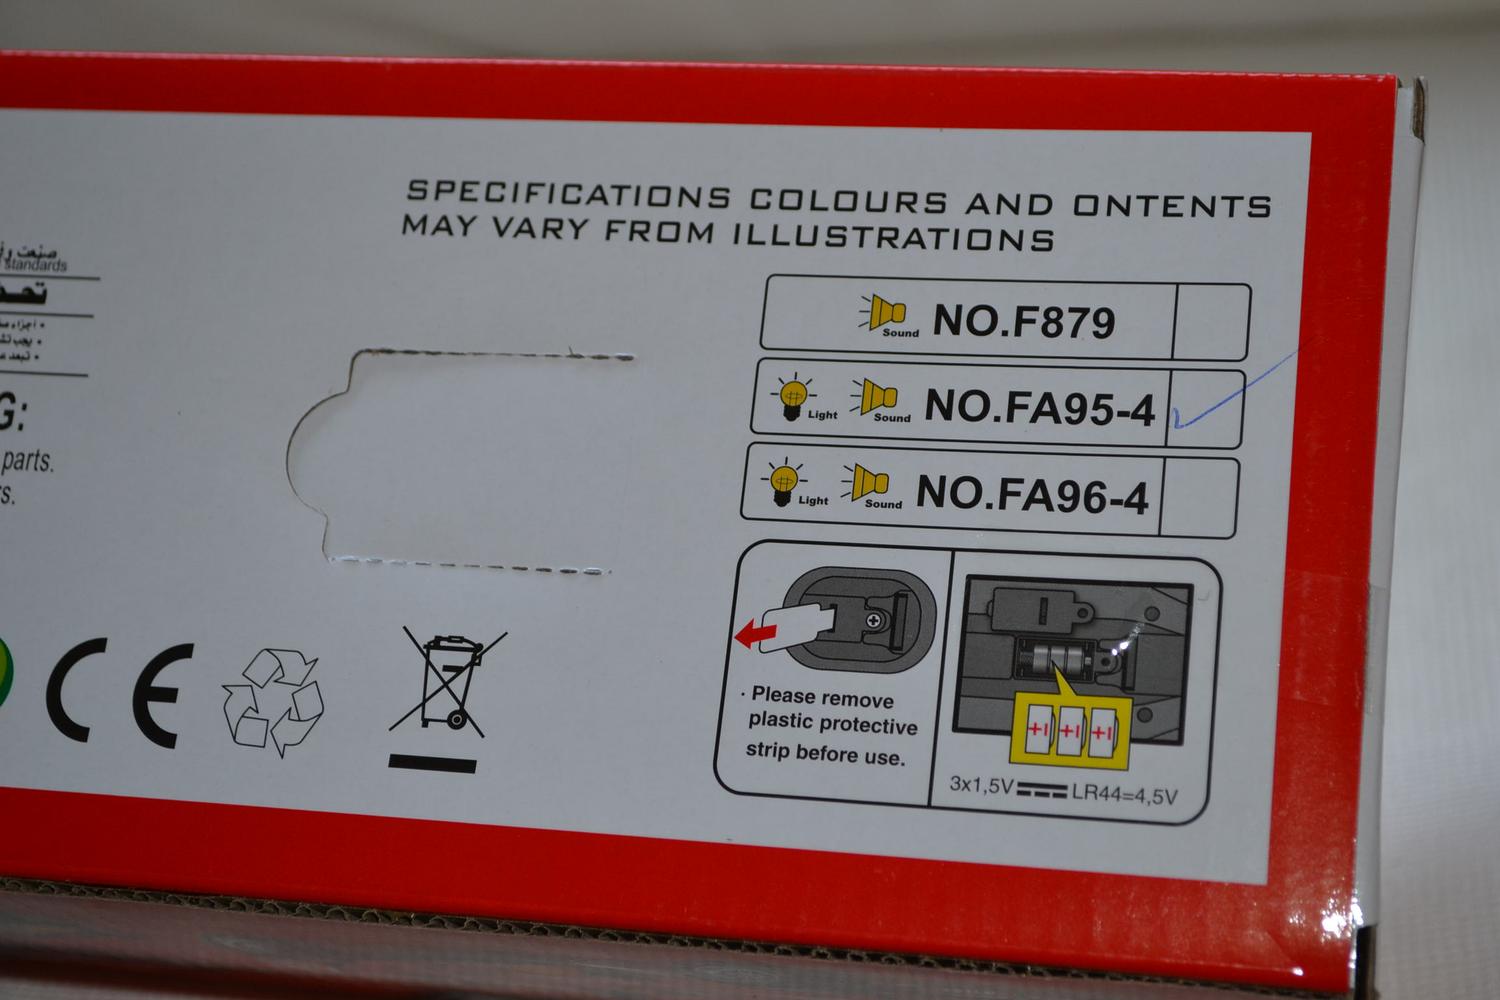 SPECIFICATIONS COLOURS AND ONTENTS
MAY VARY FROM ILLUSTRATIONS
standards
G:
parts.
s.
Sound NO.F879
Light Sound NO.FA95-4
Light Sound NO.FA96-4
CE
· Please remove
plastic protective
strip before use.
+I +I +I
3x1,5V LR44=4,5V